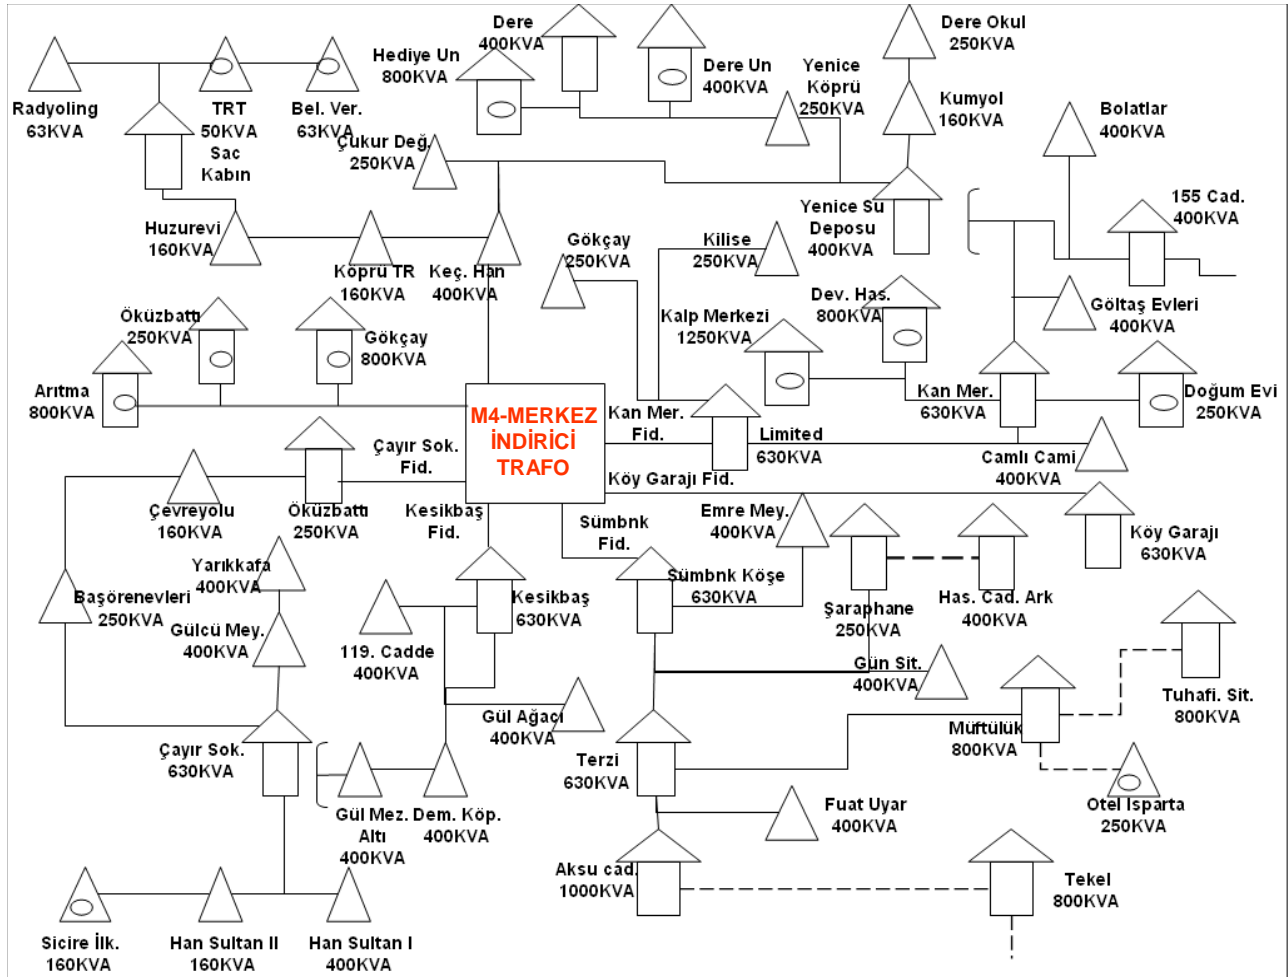 Dere
400KVA
Hediye Un
800KVA
Dere Un
400KVA
Yenice
Köprü
250KVA
Dere Okul
250KVA
Kumyol
160KVA
Bolatlar
400KVA
Radyoling
63KVA
TRT
50KVA
Bel. Ver.
63KVA
Sac
Kabın
Çukur Değ.
250KVA
Huzurevi
160KVA
Köprü TR
160KVA
Keç. Han
400KVA
Gökçay
250KVA
Kilise
250KVA
Yenice Su
Deposu
400KVA
155 Cad.
400KVA
Göltaş Evleri
400KVA
Öküzbattı
250KVA
Gökçay
800KVA
Arıtma
800KVA
Kalp Merkezi
1250KVA
Dev. Has.
800KVA
Kan Mer.
630KVA
Doğum Evi
250KVA
M4-MERKEZ
İNDİRİCİ
TRAFO
Kan Mer.
Fid.
Limited
630KVA
Camlı Cami
400KVA
Çayır Sok.
Fid.
Köy Garajı Fid.
Çevreyolu
160KVA
Öküzbattı
250KVA
Kesikbaş
Fid.
Sümbnk
Fid.
Emre Mey.
400KVA
Köy Garajı
630KVA
Yarıkkafa
400KVA
Başörenevleri
250KVA
Gülcü Mey.
400KVA
Kesikbaş
630KVA
Sümbnk Köşe
630KVA
Şaraphane
250KVA
Has. Cad. Ark
400KVA
119. Cadde
400KVA
Gün Sit.
400KVA
Tuhafi. Sit.
800KVA
Gül Ağacı
400KVA
Müftülük
800KVA
Çayır Sok.
630KVA
Terzi
630KVA
Gül Mez.
Altı
400KVA
Dem. Köp.
400KVA
Fuat Uyar
400KVA
Otel Isparta
250KVA
Aksu cad.
1000KVA
Tekel
800KVA
Sicire İlk.
160KVA
Han Sultan II
160KVA
Han Sultan I
400KVA